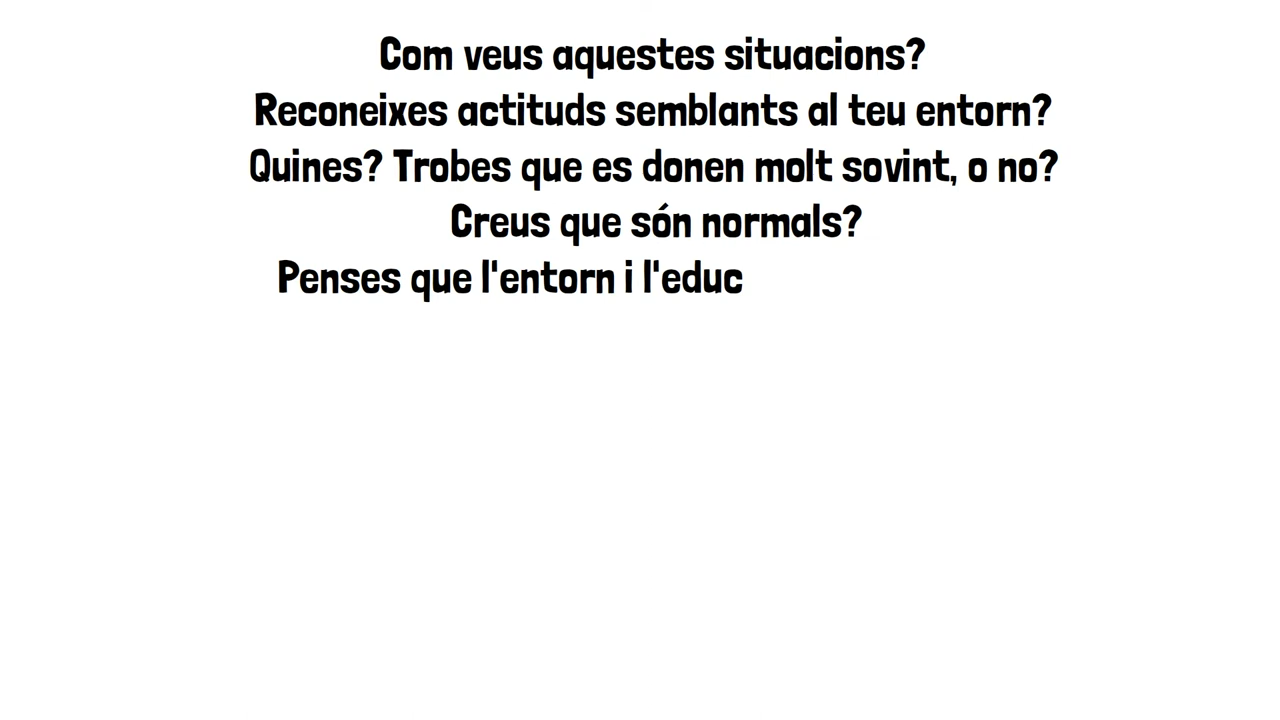 Com veus aquestes situacions?
Reconeixes actituds semblants al teu entorn?
Quines? Trobes que es donen molt sovint, o no?
Creus que són normals?
Penses que l'entorn i l'educ